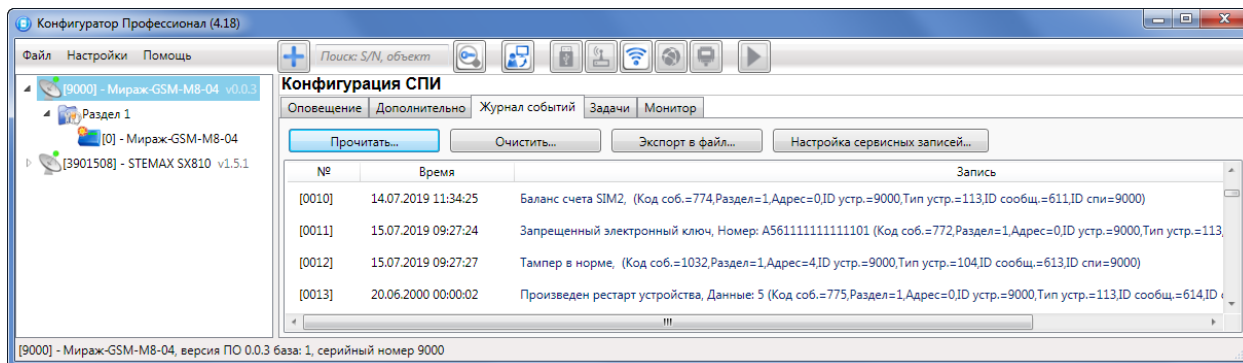 Конфигуратор Профессионал (4.18)
Файл Настройки Помощь
Поиск: S/N, объект
[9000] - Мираж-GSM-M8-04 v0.0.3
Раздел 1
[0] - Мираж-GSM-M8-04
[3901508] - STEMAX SX810 v1.5.1
Конфигурация СПИ
Оповещение Дополнительно Журнал событий Задачи Монитор
Прочитать... Очистить... Экспорт в файл... Настройка сервисных записей...
№ Время Запись
[0010] 14.07.2019 11:34:25 Баланс счета SIM2, (Код соб.=774,Раздел=1,Адрес=0,ID устр.=9000,Тип устр.=113,ID сообщ.=611,ID спи=9000)
[0011] 15.07.2019 09:27:24 Запрещенный электронный ключ, Номер: A561111111111101 (Код соб.=772,Раздел=1,Адрес=0,ID устр.=9000,Тип устр.=113,
[0012] 15.07.2019 09:27:27 Тампер в норме, (Код соб.=1032,Раздел=1,Адрес=4,ID устр.=9000,Тип устр.=104,ID сообщ.=613,ID спи=9000)
[0013] 20.06.2000 00:00:02 Произведен рестарт устройства, Данные: 5 (Код соб.=775,Раздел=1,Адрес=0,ID устр.=9000,Тип устр.=113,ID сообщ.=614,ID
[9000] - Мираж-GSM-M8-04, версия ПО 0.0.3 база: 1, серийный номер 9000